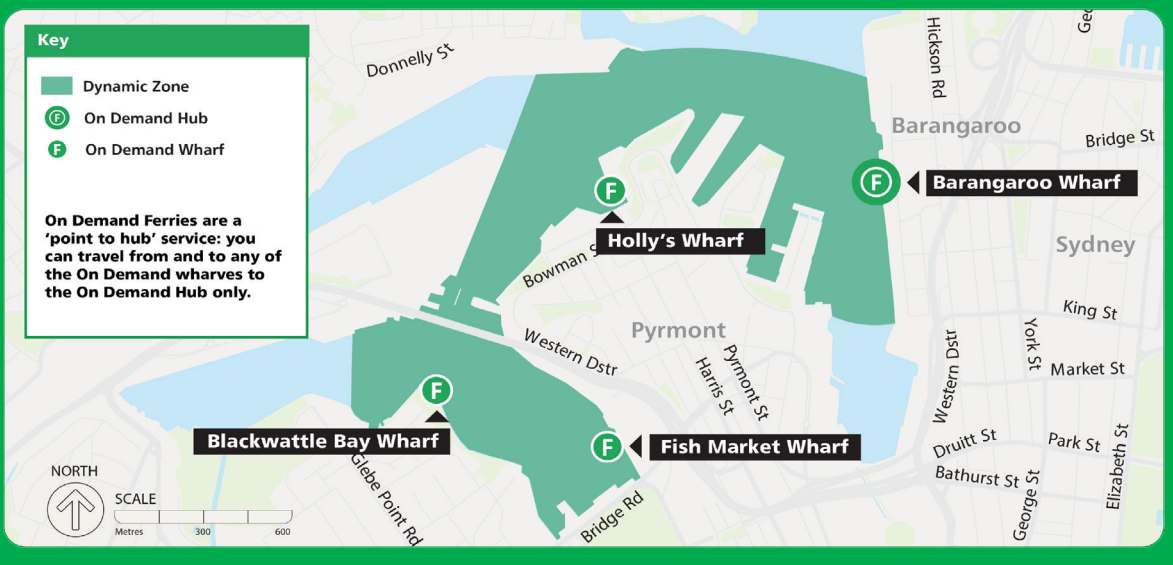 Key
Dynamic Zone
F
On Demand Hub
F
On Demand Wharf
On Demand Ferries are a
‘point to hub’ service: you
can travel from and to any of
the On Demand wharves to
the On Demand Hub only.
Donnelly St
Hickson Rd
Geo
Barangaroo
Bridge St
F
Barangaroo Wharf
F
Holly’s Wharf
Sydney
Bowman S
Pyrmont
King St
York St
Market St
Western Dstr
Western Dstr
Harris St
Pyrmont St
F
Blackwattle Bay Wharf
F
Fish Market Wharf
Druitt St
Park St
Bathurst St
George St
Elizabeth St
Glebe Point Rd
Bridge Rd
NORTH
SCALE
Metres 300 600